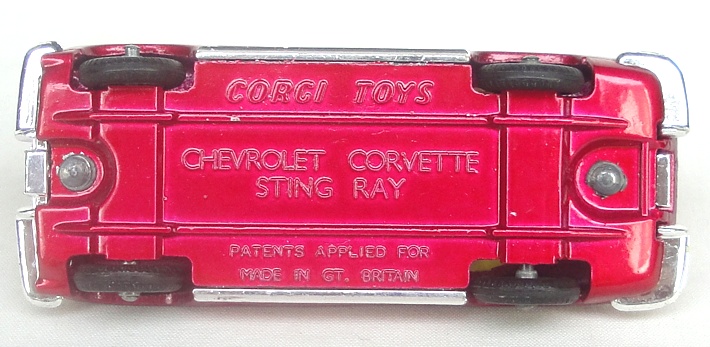 CORGI TOYS
CHEVROLET CORVETTE
STING RAY
PATENTS APPLIED FOR
MADE IN GT. BRITAIN